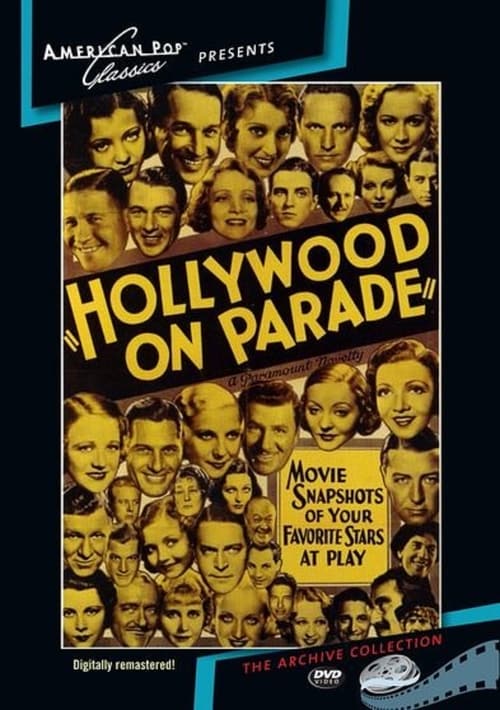 AMERICAN POP™
Classics
PRESENTS
"HOLLYWOOD
ON PARADE"
a Paramount Novelty
MOVIE
SNAPSHOTS
OF YOUR
FAVORITE STARS
AT PLAY
Digitally remastered!
THE ARCHIVE COLLECTION
DVD
VIDEO